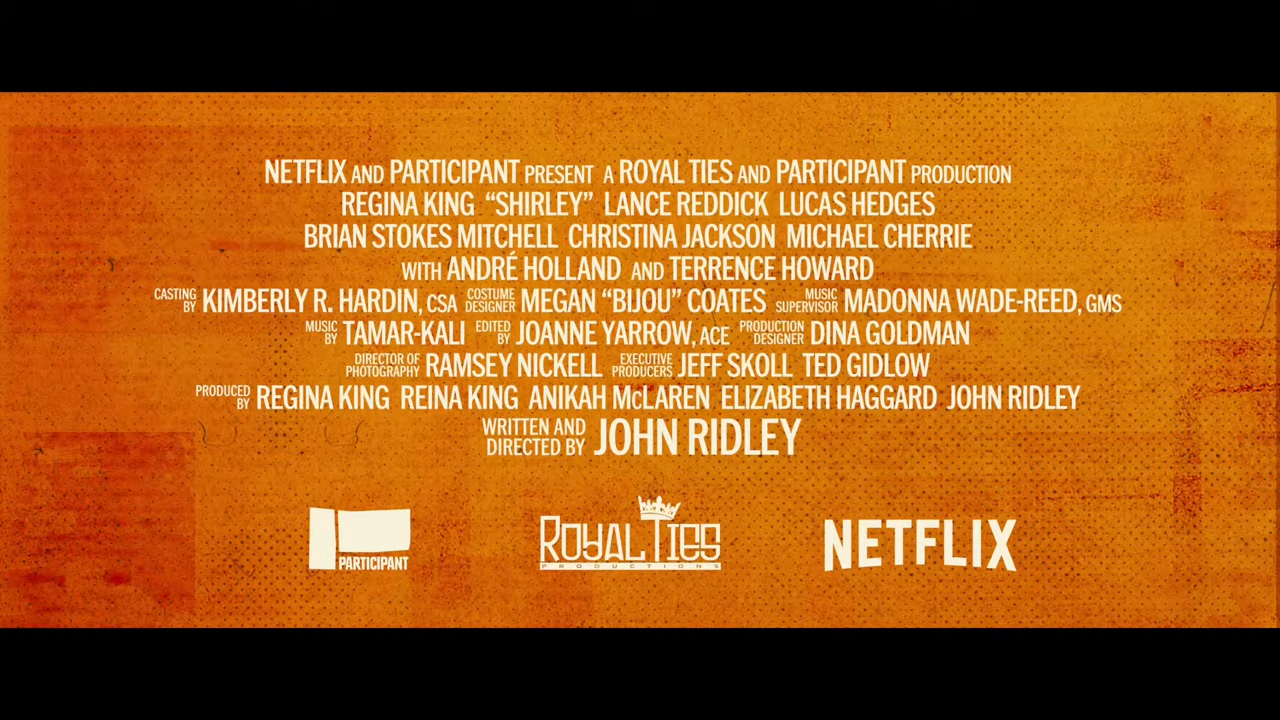 NETFLIX AND PARTICIPANT PRESENT A ROYAL TIES AND PARTICIPANT PRODUCTION
REGINA KING “SHIRLEY” LANCE REDDICK LUCAS HEDGES
BRIAN STOKES MITCHELL CHRISTINA JACKSON MICHAEL CHERRIE
WITH ANDRÉ HOLLAND AND TERRENCE HOWARD
CASTING BY KIMBERLY R. HARDIN, CSA COSTUME DESIGNER MEGAN “BIJOU” COATES MUSIC SUPERVISOR MADONNA WADE-REED, GMS
MUSIC BY TAMAR-KALI EDITED BY JOANNE YARROW, ACE PRODUCTION DESIGNER DINA GOLDMAN
DIRECTOR OF PHOTOGRAPHY RAMSEY NICKELL EXECUTIVE PRODUCERS JEFF SKOLL TED GIDLOW
PRODUCED BY REGINA KING REINA KING ANIKAH McLAREN ELIZABETH HAGGARD JOHN RIDLEY
WRITTEN AND DIRECTED BY JOHN RIDLEY
PARTICIPANT
ROYAL TIES
PRODUCTIONS
NETFLIX